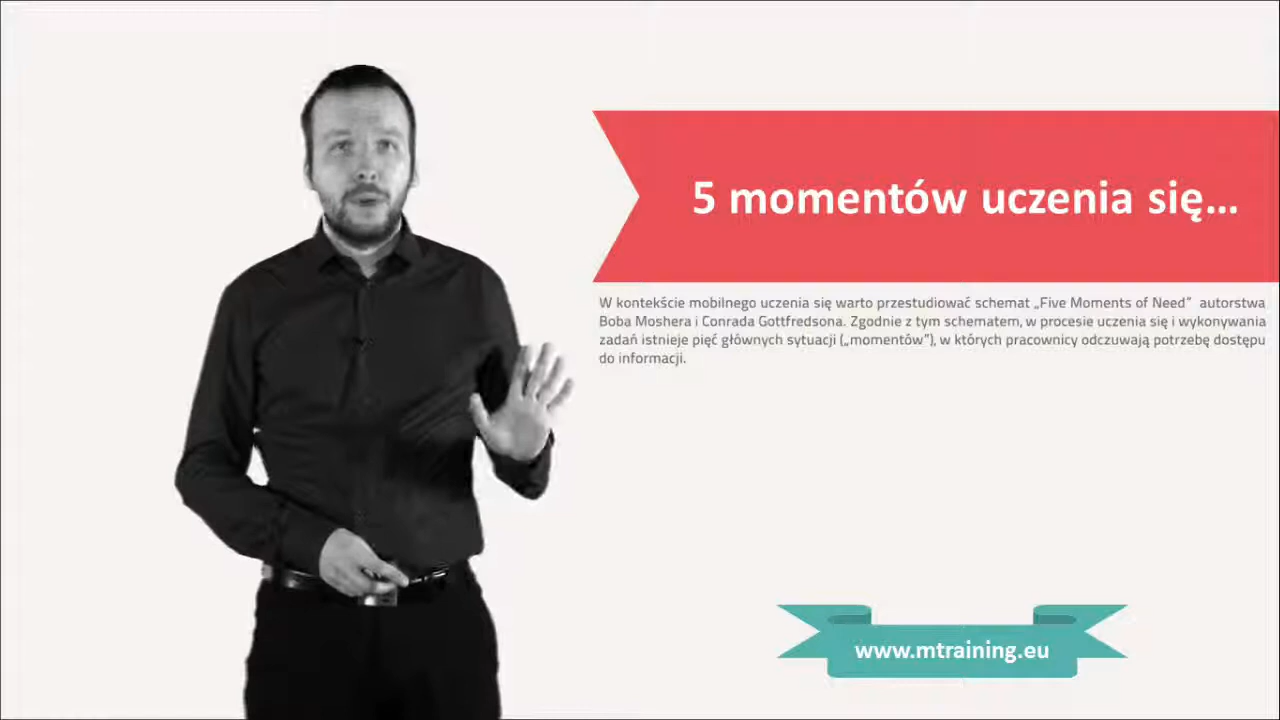 5 momentów uczenia się...
W kontekście mobilnego uczenia się warto przestudiować schemat „Five Moments of Need” autorstwa
Boba Moshera i Conrada Gottfredsona. Zgodnie z tym schematem, w procesie uczenia się i wykonywania
zadań istnieje pięć głównych sytuacji („momentów”), w których pracownicy odczuwają potrzebę dostępu
do informacji.
www.mtraining.eu